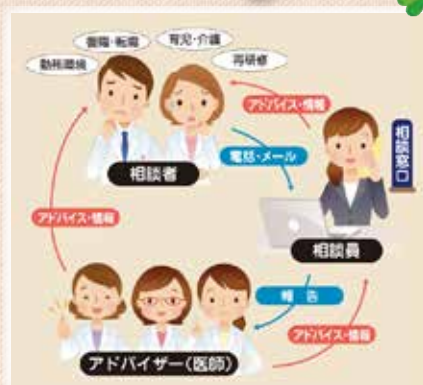 復職・転職
育児・介護
勤務環境
再研修
アドバイス・情報
電話・メール
相談窓口
相談者
アドバイス・情報
相談員
報告
アドバイス・情報
アドバイザー(医師)